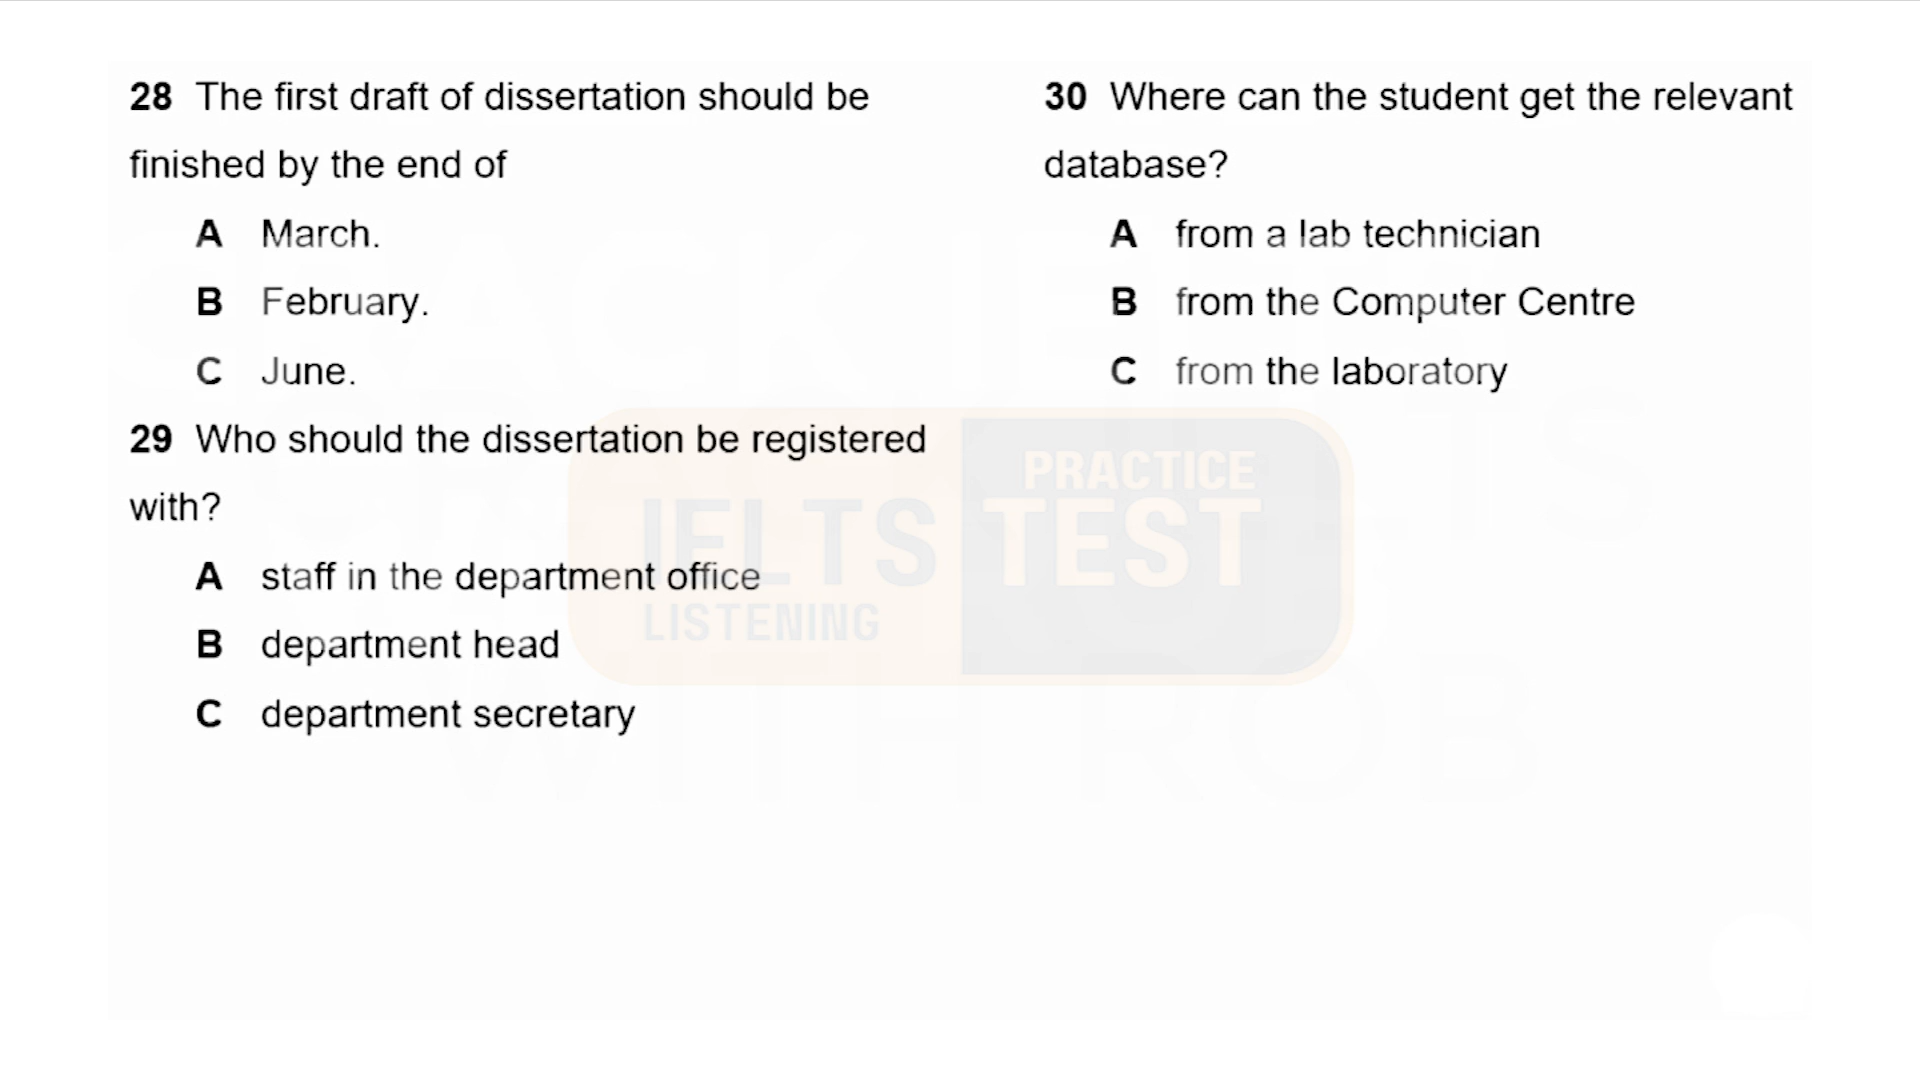 28 The first draft of dissertation should be
finished by the end of
A March.
B February.
C June.
29 Who should the dissertation be registered
with?
A staff in the department office
B department head
C department secretary
30 Where can the student get the relevant
database?
A from a lab technician
B from the Computer Centre
C from the laboratory
PRACTICE
IELTS TEST
LISTENING
WITH ROB